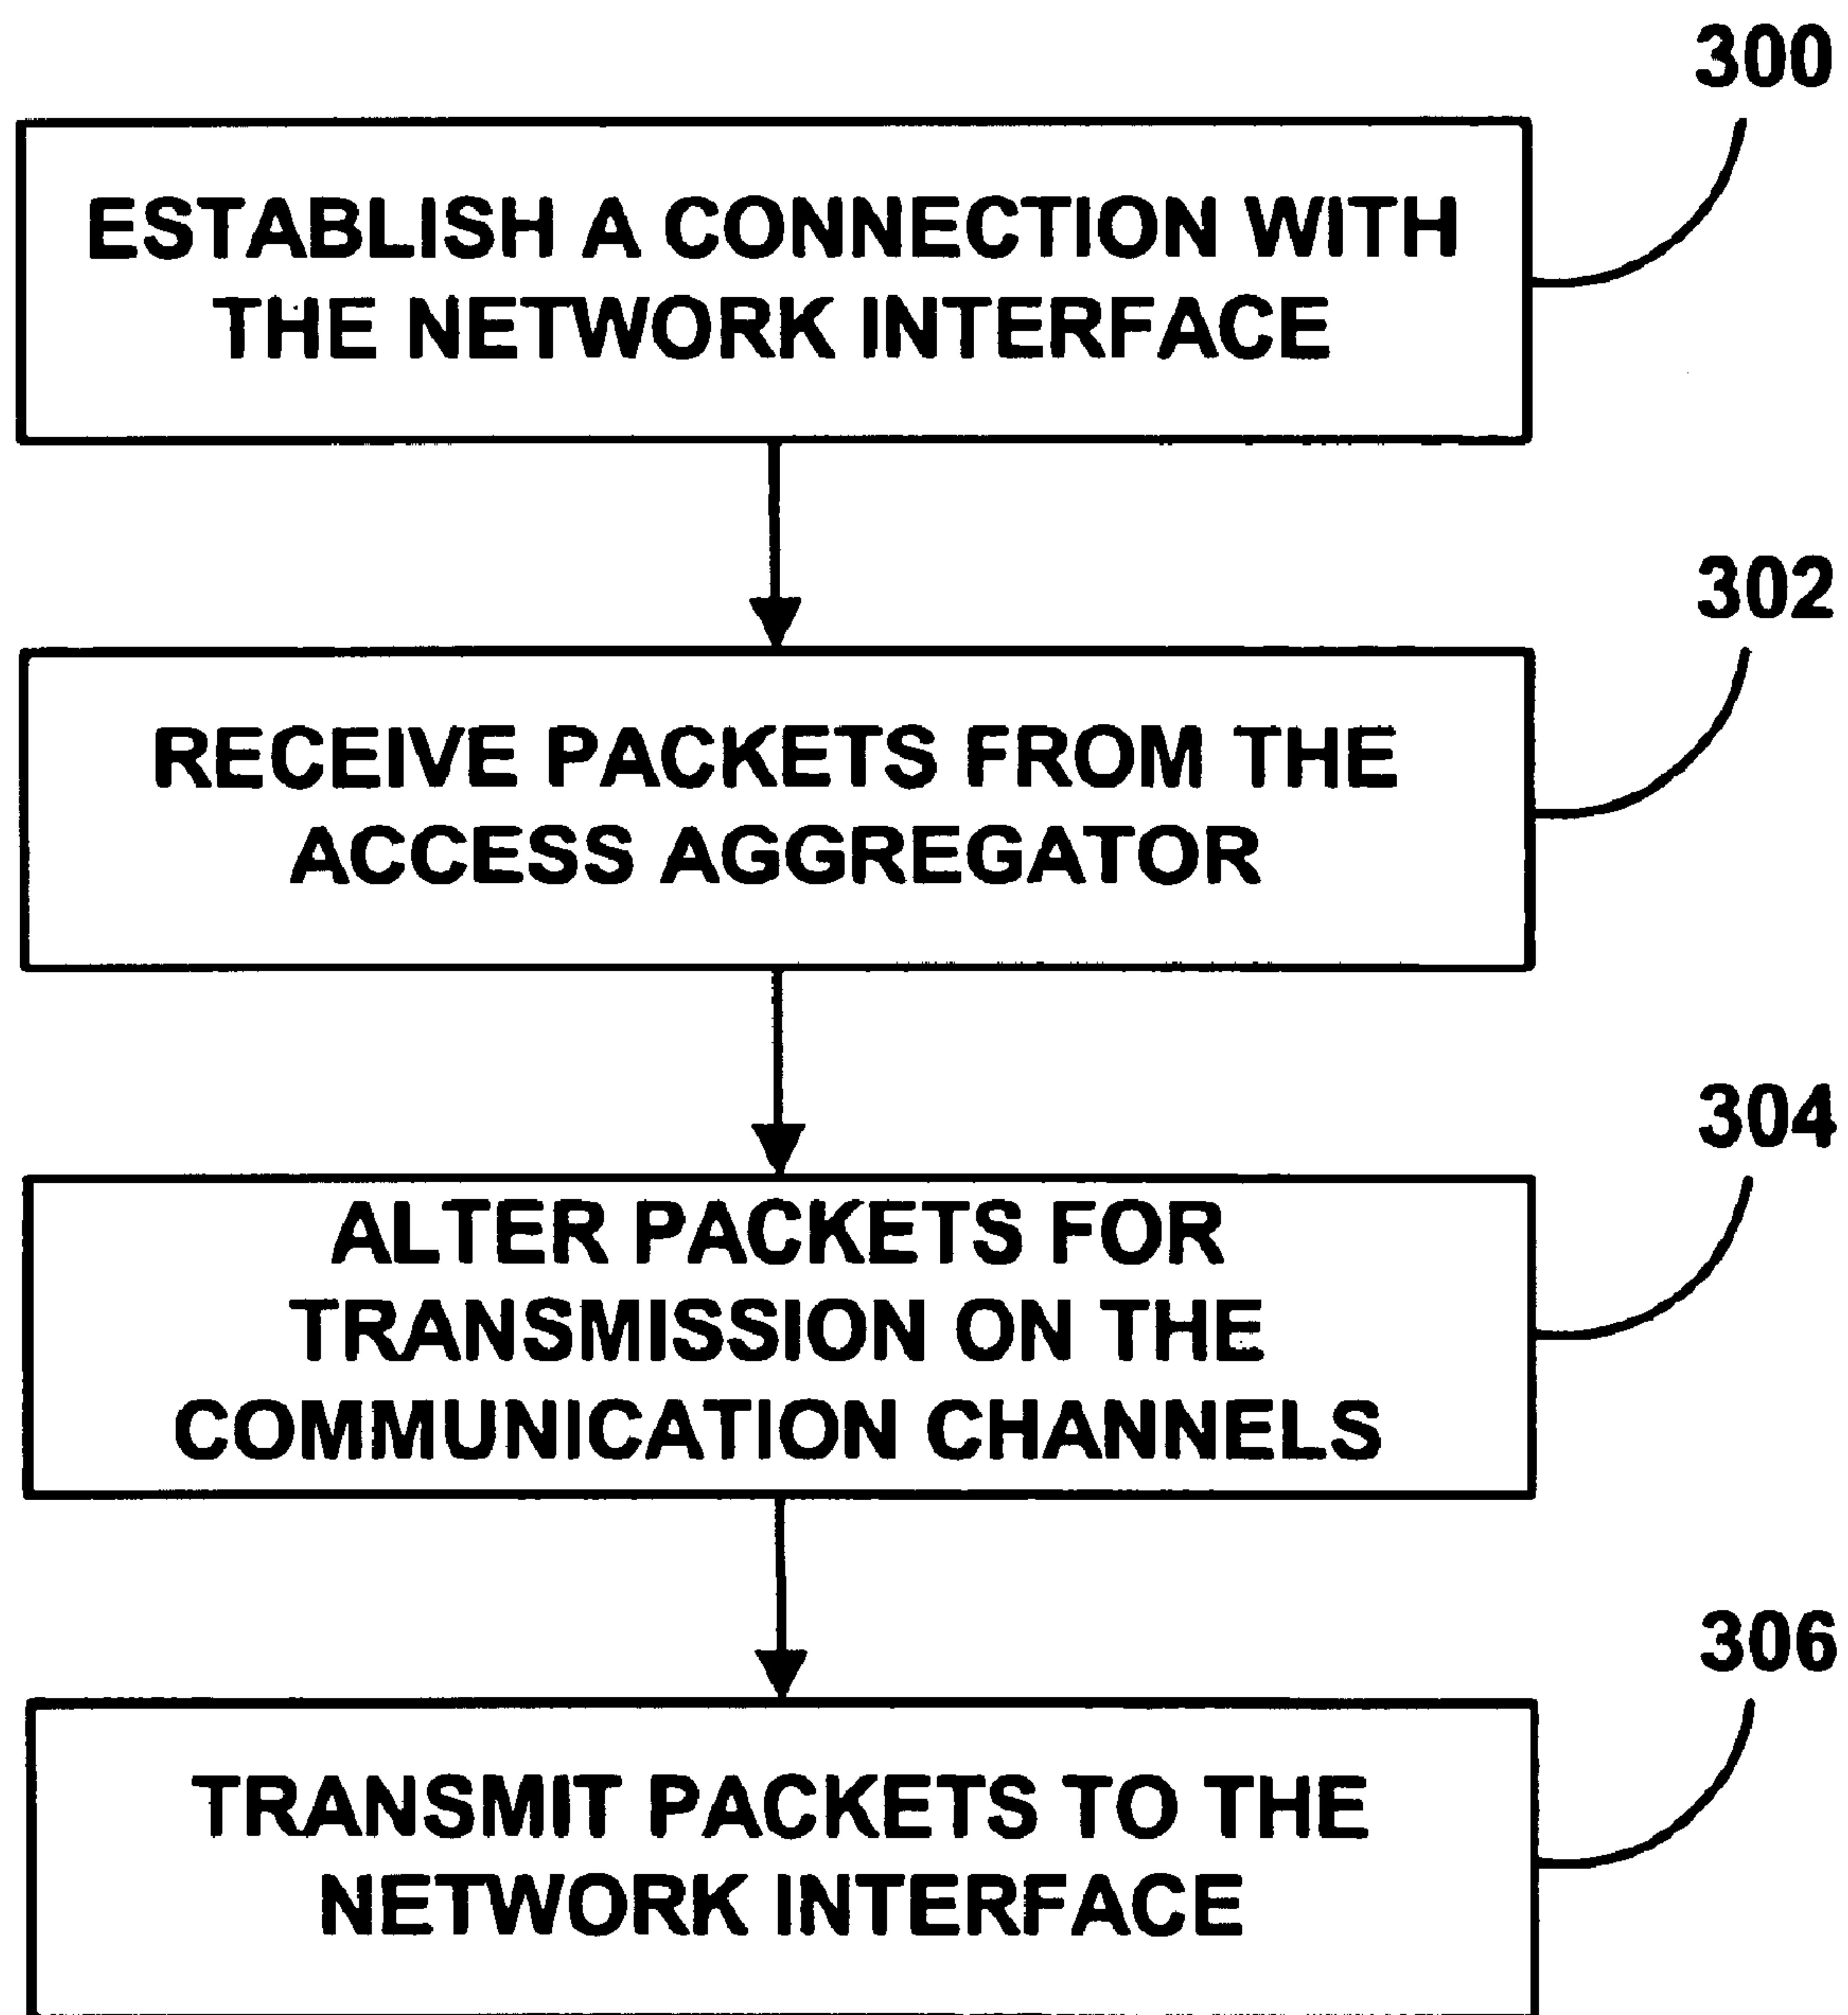 300
ESTABLISH A CONNECTION WITH
THE NETWORK INTERFACE
302
RECEIVE PACKETS FROM THE
ACCESS AGGREGATOR
304
ALTER PACKETS FOR
TRANSMISSION ON THE
COMMUNICATION CHANNELS
306
TRANSMIT PACKETS TO THE
NETWORK INTERFACE